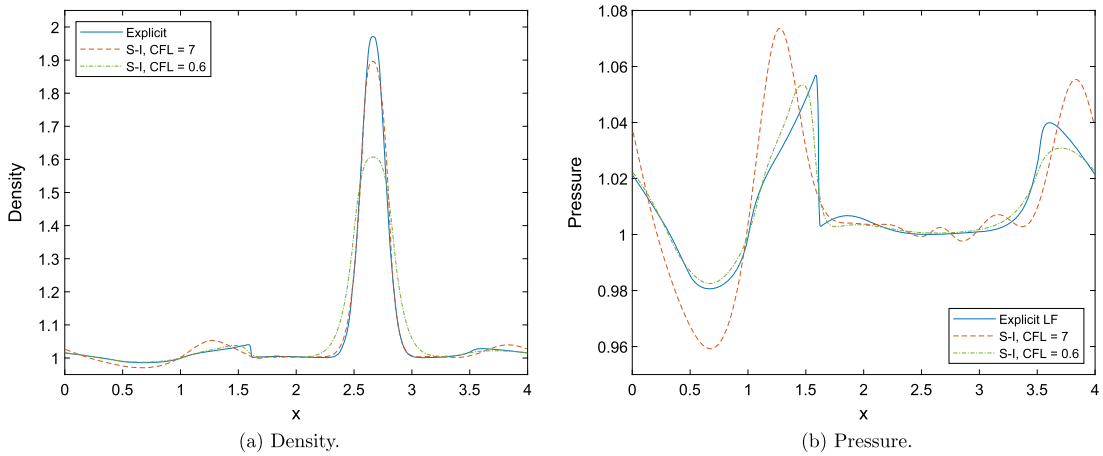 Explicit
S-I, CFL = 7
S-I, CFL = 0.6
Density
2
1.9
1.8
1.7
1.6
1.5
1.4
1.3
1.2
1.1
1
0 0.5 1 1.5 2 2.5 3 3.5 4
x
(a) Density.
Pressure
1.08
1.06
1.04
1.02
1
0.98
0.96
Explicit LF
S-I, CFL = 7
S-I, CFL = 0.6
0 0.5 1 1.5 2 2.5 3 3.5 4
x
(b) Pressure.